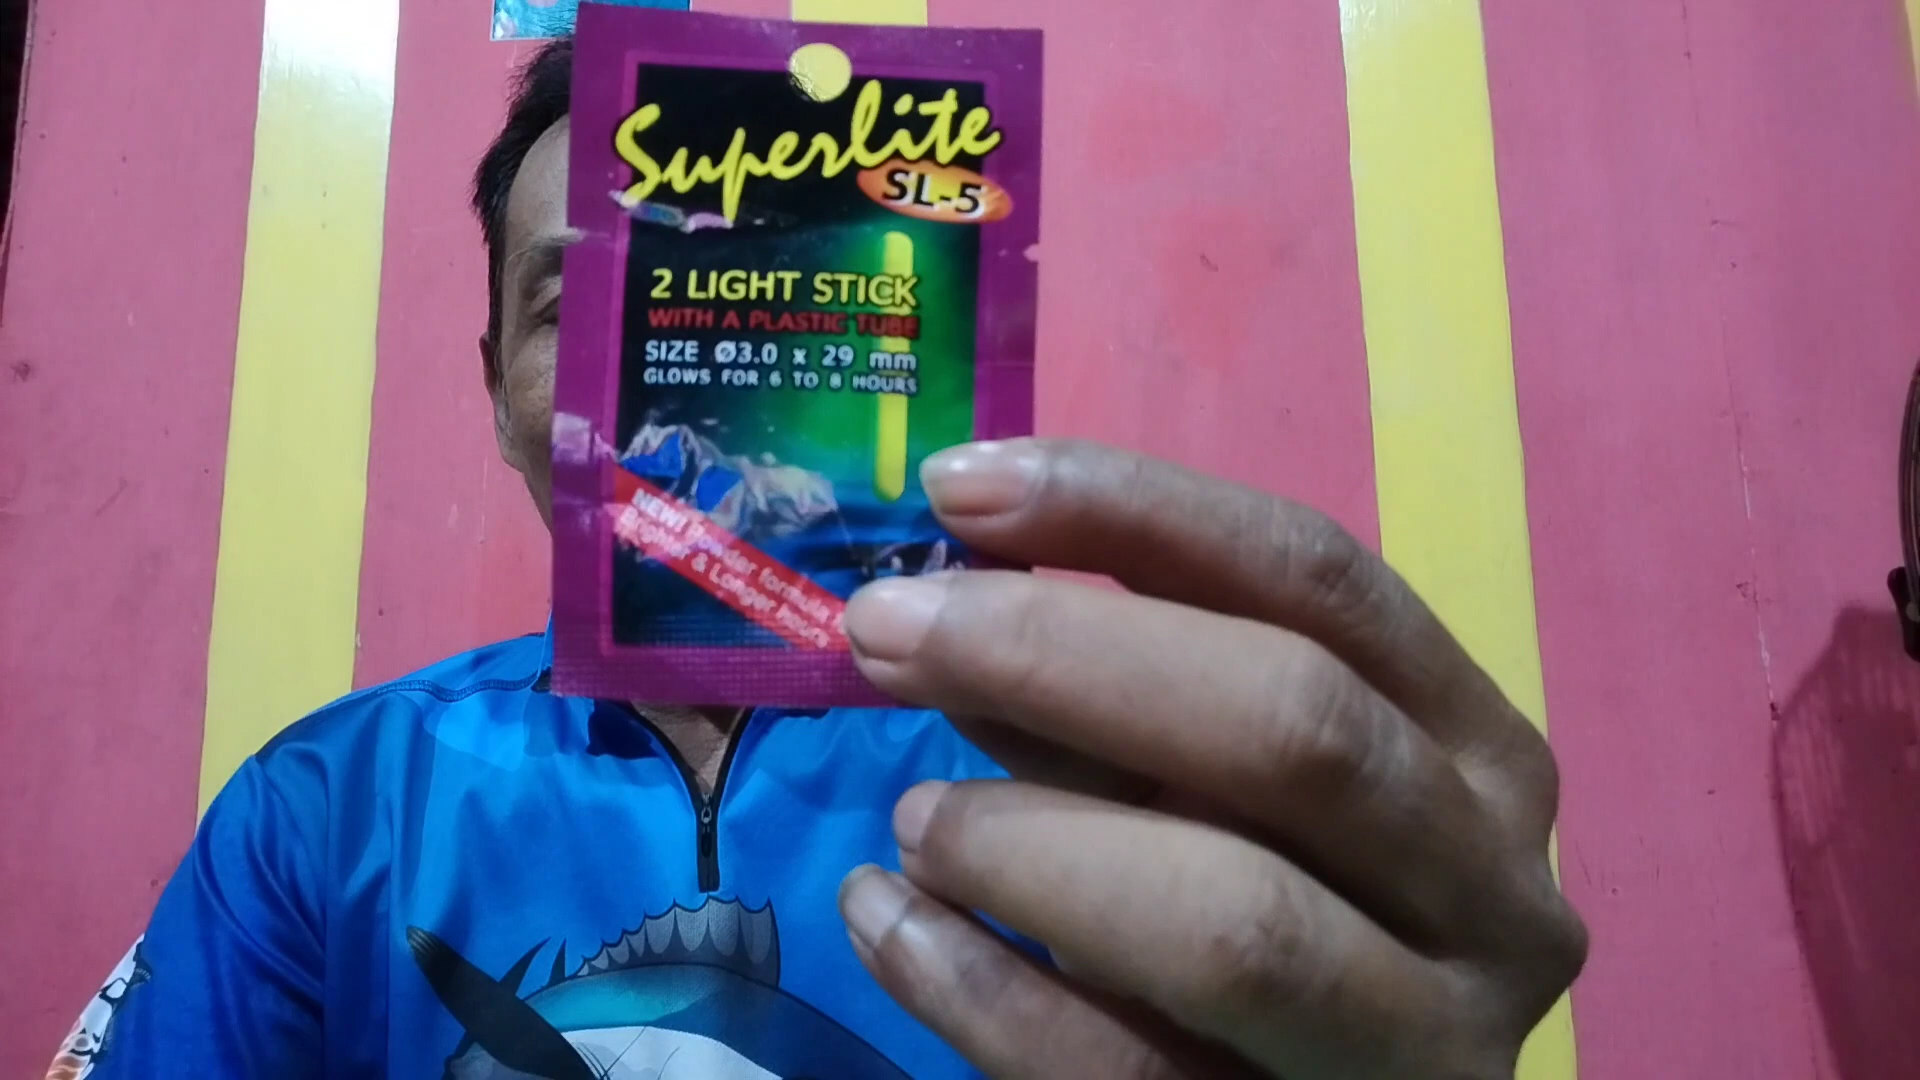 Superlite
SL-5
2 LIGHT STICK
WITH A PLASTIC TUBE
SIZE Ø3.0 x 29 mm
GLOWS FOR 6 TO 8 HOURS
NEW! Powder formula
Brighter & Longer hours